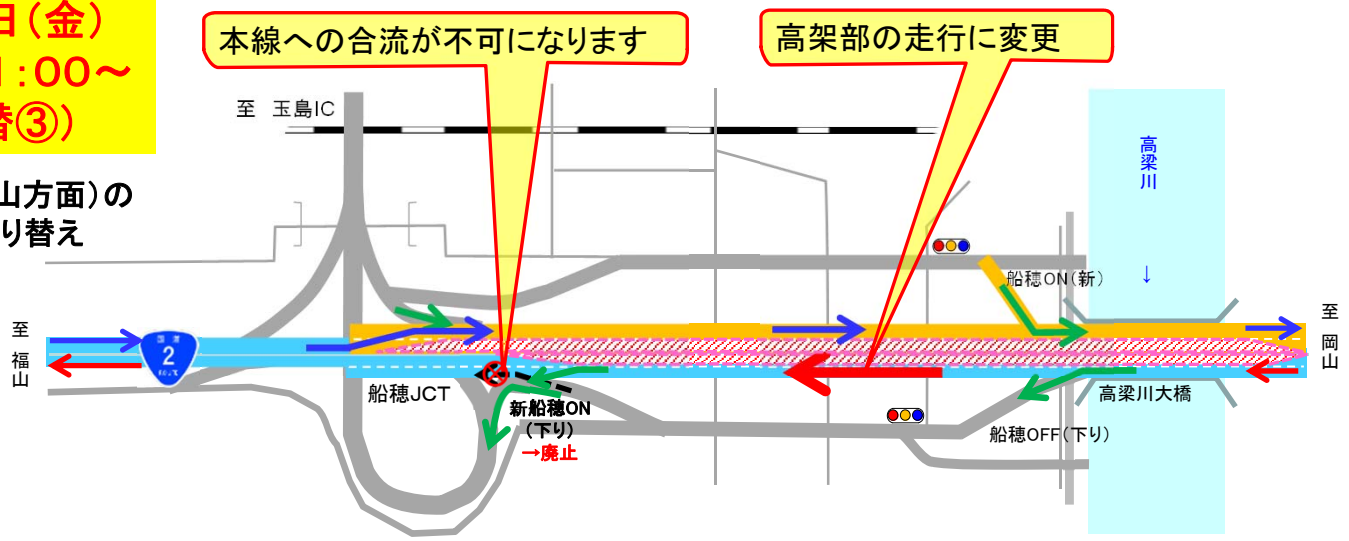 日(金)
:00～
替③)
山方面)の
り替え
本線への合流が不可になります
高架部の走行に変更
至 玉島IC
高梁川
↓
船穂ON(新)
至福山
国道
2
ROUTE
至岡山
船穂JCT
新船穂ON
(下り)
→廃止
高梁川大橋
船穂OFF(下り)